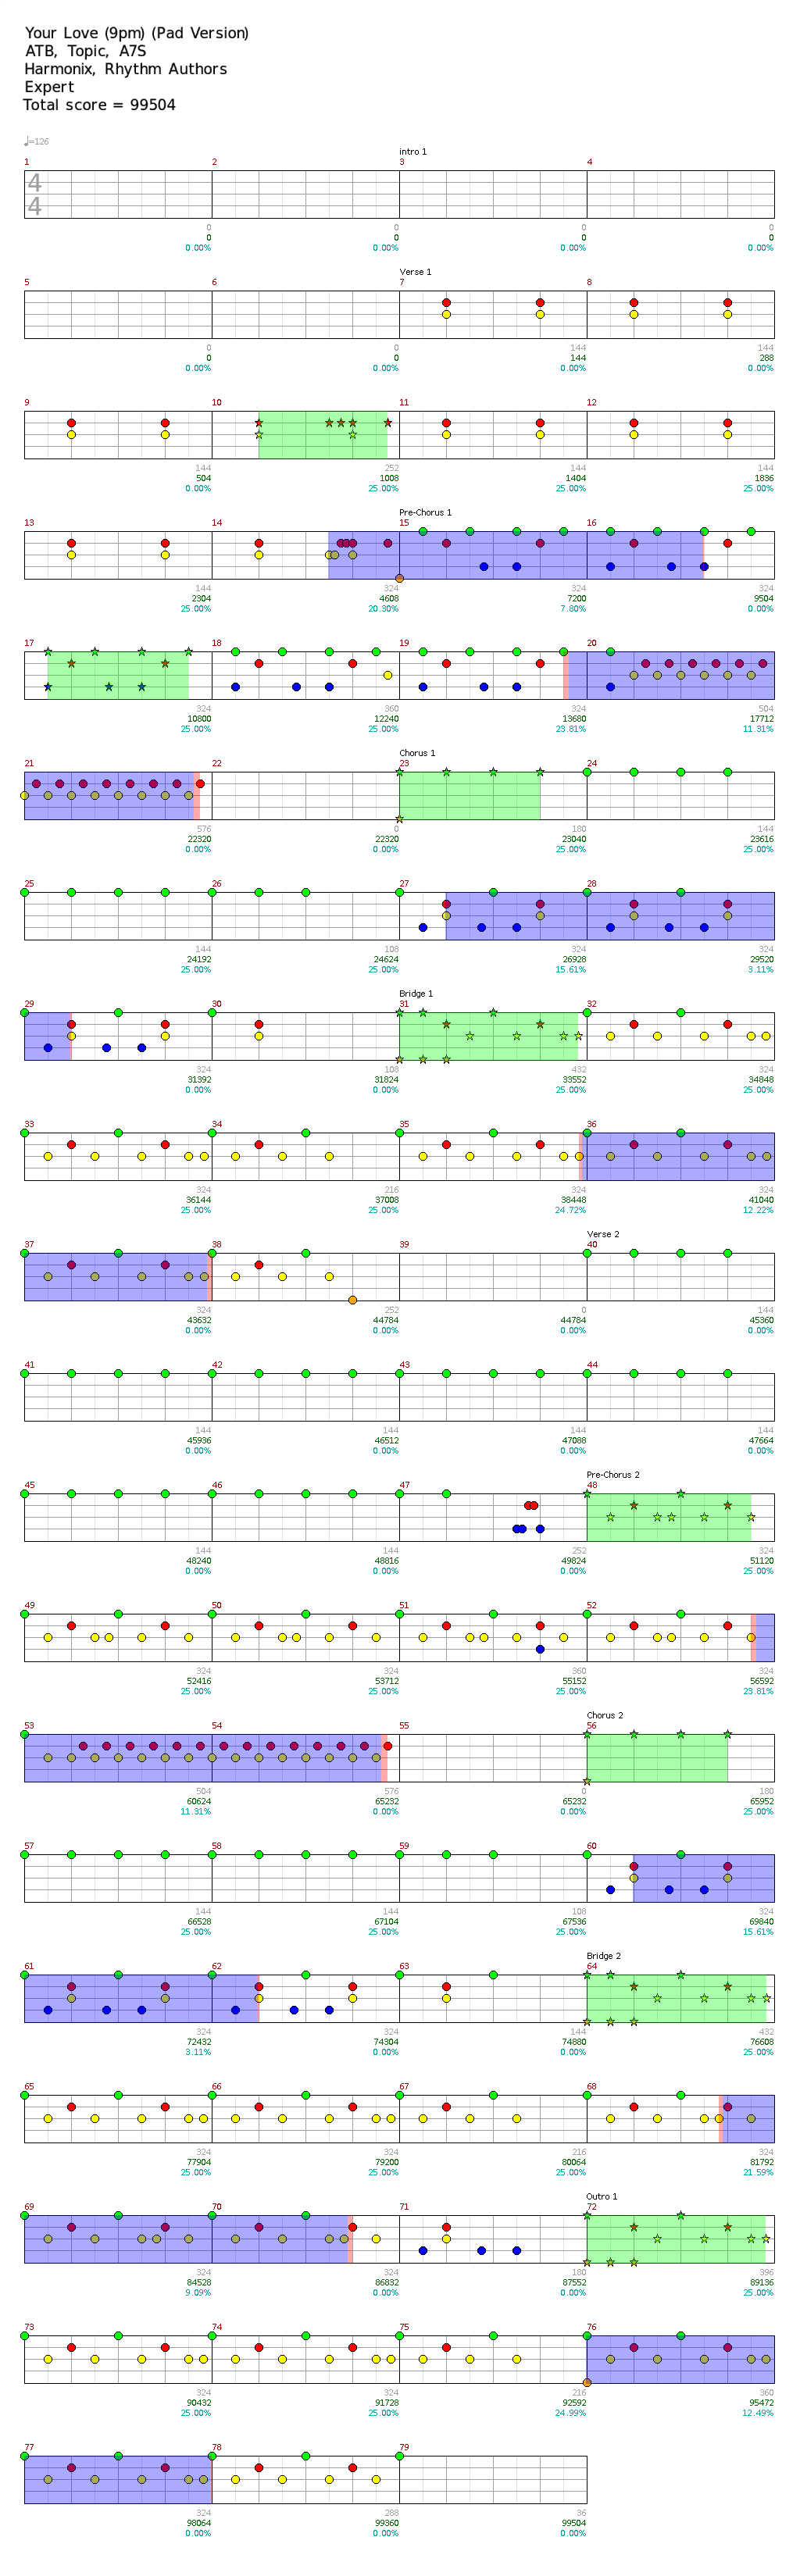 Your Love (9pm) (Pad Version)
ATB, Topic, A7S
Harmonix, Rhythm Authors
Expert
Total score = 99504
♩=126
intro 1
1 2 3 4
4
4
0 0 0 0
0 0 0 0
0.00% 0.00% 0.00% 0.00%
Verse 1
5 6 7 8
0 0 144 144
0 0 144 288
0.00% 0.00% 0.00% 0.00%
9 10 11 12
144 252 144 144
504 1008 1404 1836
0.00% 25.00% 25.00% 25.00%
Pre-Chorus 1
13 14 15 16
144 324 324 324
2304 4608 7200 9504
25.00% 20.30% 7.80% 0.00%
17 18 19 20
324 360 324 504
10800 12240 13680 17712
25.00% 25.00% 23.81% 11.31%
Chorus 1
21 22 23 24
576 0 180 144
22320 22320 23040 23616
0.00% 0.00% 25.00% 25.00%
25 26 27 28
144 108 324 324
24192 24624 26928 29520
25.00% 25.00% 15.61% 3.11%
Bridge 1
29 30 31 32
324 108 432 324
31392 31824 33552 34848
0.00% 0.00% 25.00% 25.00%
33 34 35 36
324 216 324 324
36144 37008 38448 41040
25.00% 25.00% 24.72% 12.22%
Verse 2
37 38 39 40
324 252 0 144
43632 44784 44784 45360
0.00% 0.00% 0.00% 0.00%
41 42 43 44
144 144 144 144
45936 46512 47088 47664
0.00% 0.00% 0.00% 0.00%
Pre-Chorus 2
45 46 47 48
144 144 252 324
48240 48816 49824 51120
0.00% 0.00% 0.00% 25.00%
49 50 51 52
324 324 360 324
52416 53712 55152 56592
25.00% 25.00% 25.00% 23.81%
Chorus 2
53 54 55 56
504 576 0 180
60624 65232 65232 65952
11.31% 0.00% 0.00% 25.00%
57 58 59 60
144 144 108 324
66528 67104 67536 69840
25.00% 25.00% 25.00% 15.61%
Bridge 2
61 62 63 64
324 324 144 432
72432 74304 74880 76608
3.11% 0.00% 0.00% 25.00%
65 66 67 68
324 324 216 324
77904 79200 80064 81792
25.00% 25.00% 25.00% 21.59%
Outro 1
69 70 71 72
324 324 180 396
84528 86832 87552 89136
9.09% 0.00% 0.00% 25.00%
73 74 75 76
324 324 216 360
90432 91728 92592 95472
25.00% 25.00% 24.99% 12.49%
77 78 79
324 288 36
98064 99360 99504
0.00% 0.00% 0.00%